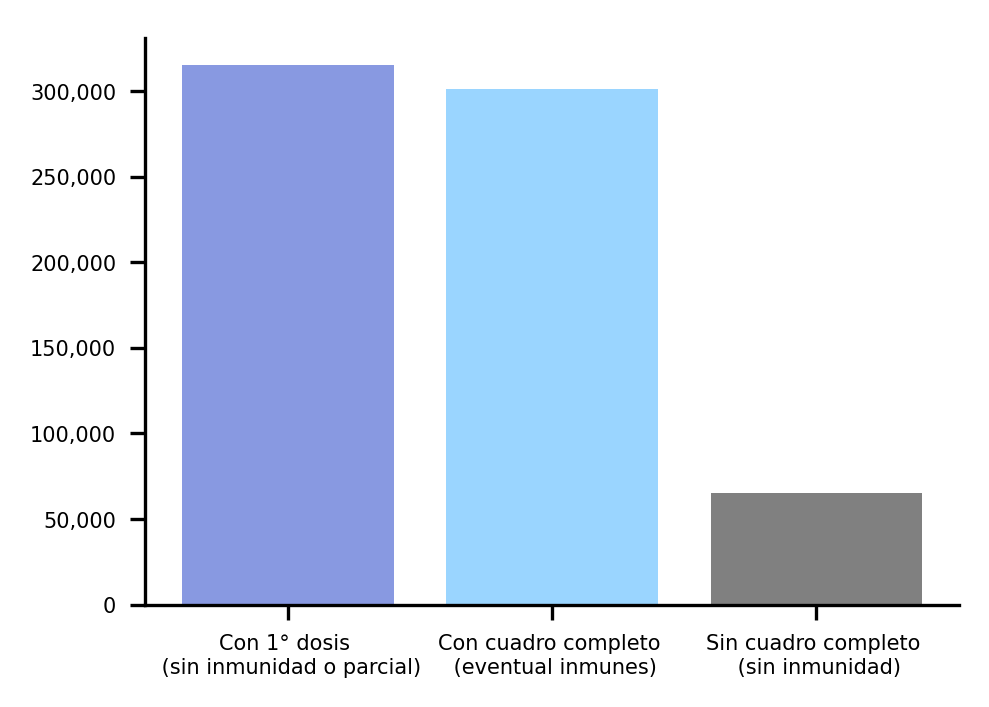 300,000
250,000
200,000
150,000
100,000
50,000
0
Con 1° dosis
(sin inmunidad o parcial)
Con cuadro completo
(eventual inmunes)
Sin cuadro completo
(sin inmunidad)